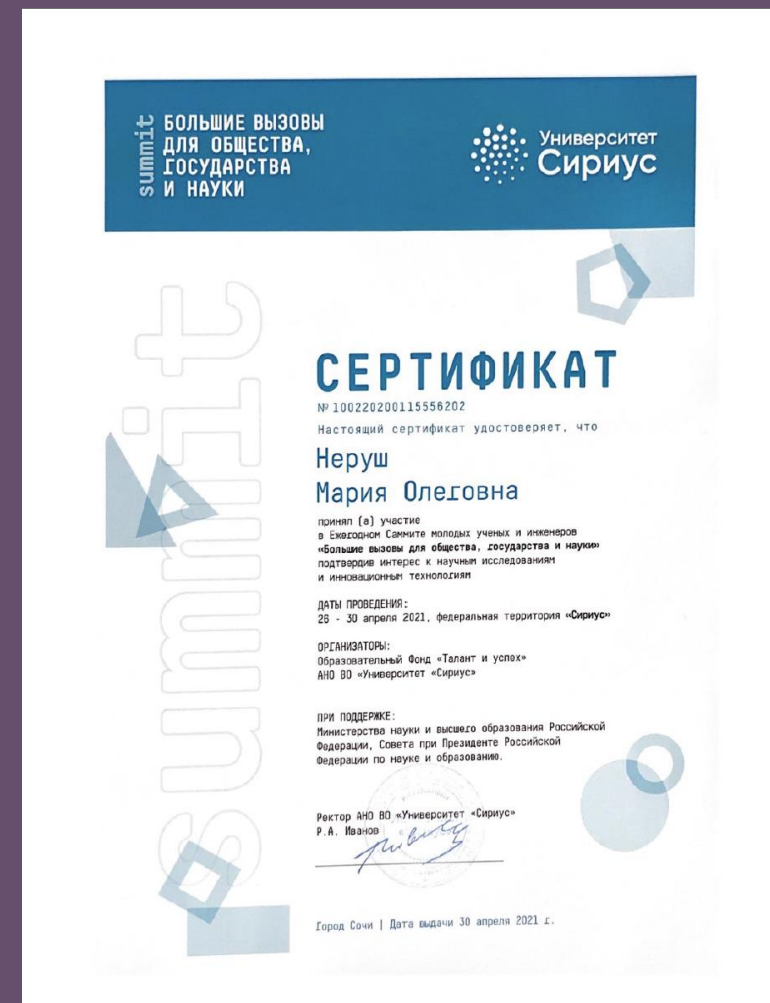 summit
БОЛЬШИЕ ВЫЗОВЫ
ДЛЯ ОБЩЕСТВА,
ГОСУДАРСТВА
И НАУКИ
Университет
Сириус
summit
СЕРТИФИКАТ
№ 100220200115556202
Настоящий сертификат удостоверяет, что
Неруш
Мария Олеговна
принял (а) участие
в Ежегодном Саммите молодых ученых и инженеров
«Большие вызовы для общества, государства и науки»
подтвердив интерес к научным исследованиям
и инновационным технологиям
ДАТЫ ПРОВЕДЕНИЯ:
26 - 30 апреля 2021, федеральная территория «Сириус»
ОРГАНИЗАТОРЫ:
Образовательный Фонд «Талант и успех»
АНО ВО «Университет «Сириус»
ПРИ ПОДДЕРЖКЕ:
Министерства науки и высшего образования Российской
Федерации, Совета при Президенте Российской
Федерации по науке и образованию.
Ректор АНО ВО «Университет «Сириус»
Р.А. Иванов
Город Сочи | Дата выдачи 30 апреля 2021 г.